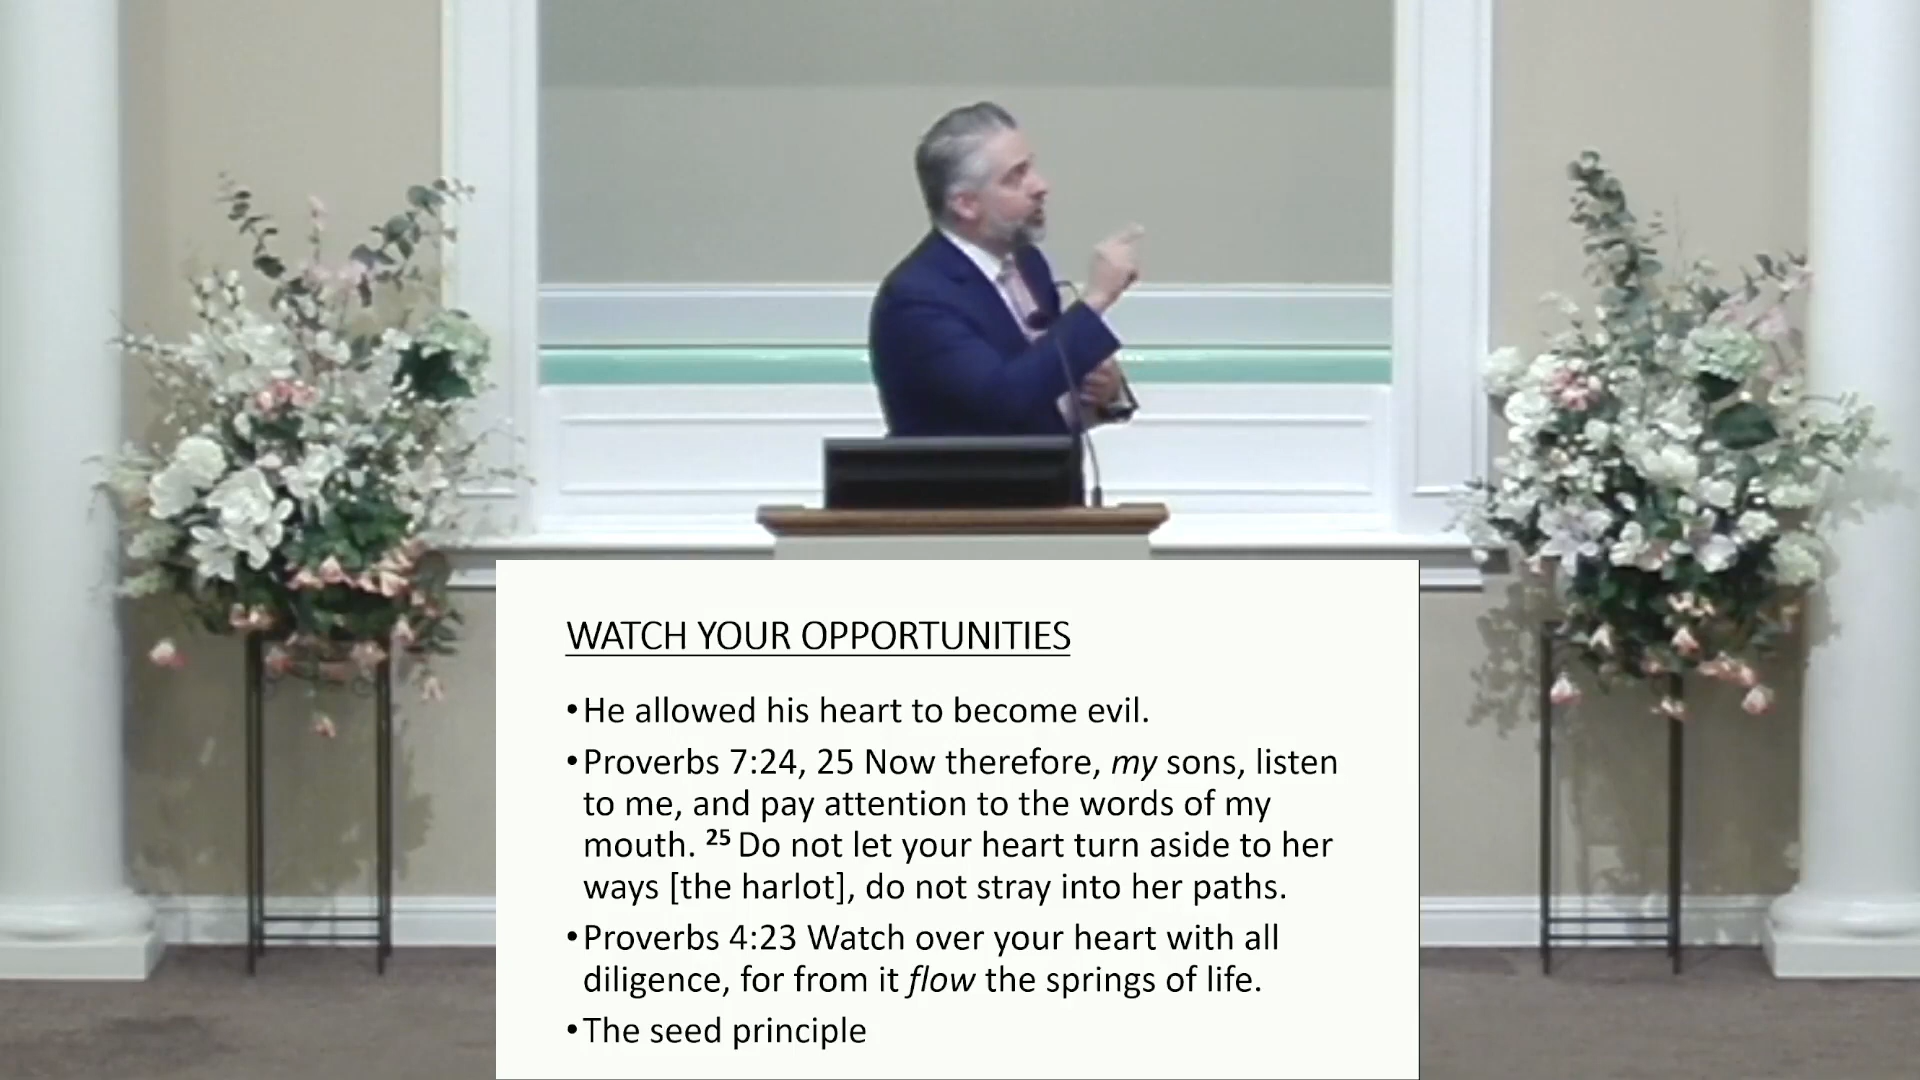 WATCH YOUR OPPORTUNITIES
•He allowed his heart to become evil.
•Proverbs 7:24, 25 Now therefore, my sons, listen
to me, and pay attention to the words of my
mouth. 25 Do not let your heart turn aside to her
ways [the harlot], do not stray into her paths.
•Proverbs 4:23 Watch over your heart with all
diligence, for from it flow the springs of life.
•The seed principle